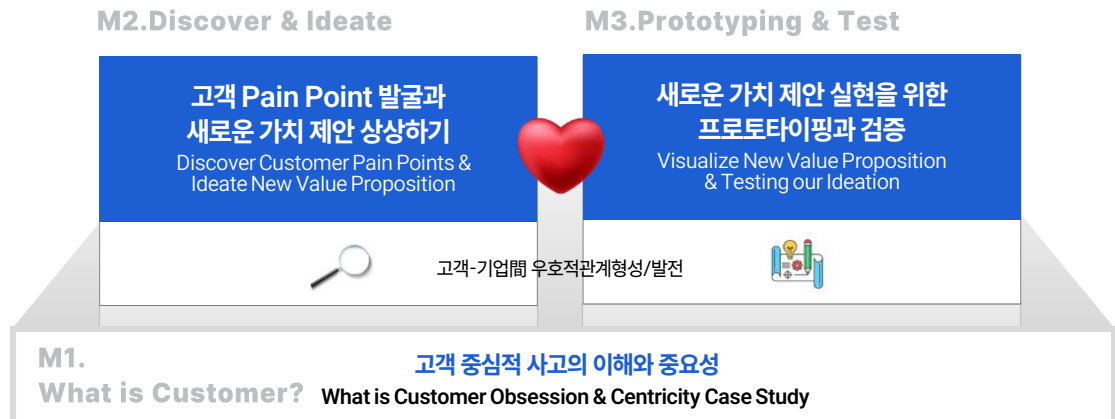 M2.Discover & Ideate
M3.Prototyping & Test
고객 Pain Point 발굴과
새로운 가치 제안 상상하기
Discover Customer Pain Points &
Ideate New Value Proposition
새로운 가치 제안 실현을 위한
프로토타이핑과 검증
Visualize New Value Proposition
& Testing our Ideation
고객-기업間 우호적관계형성/발전
M1.
What is Customer?
고객 중심적 사고의 이해와 중요성
What is Customer Obsession & Centricity Case Study